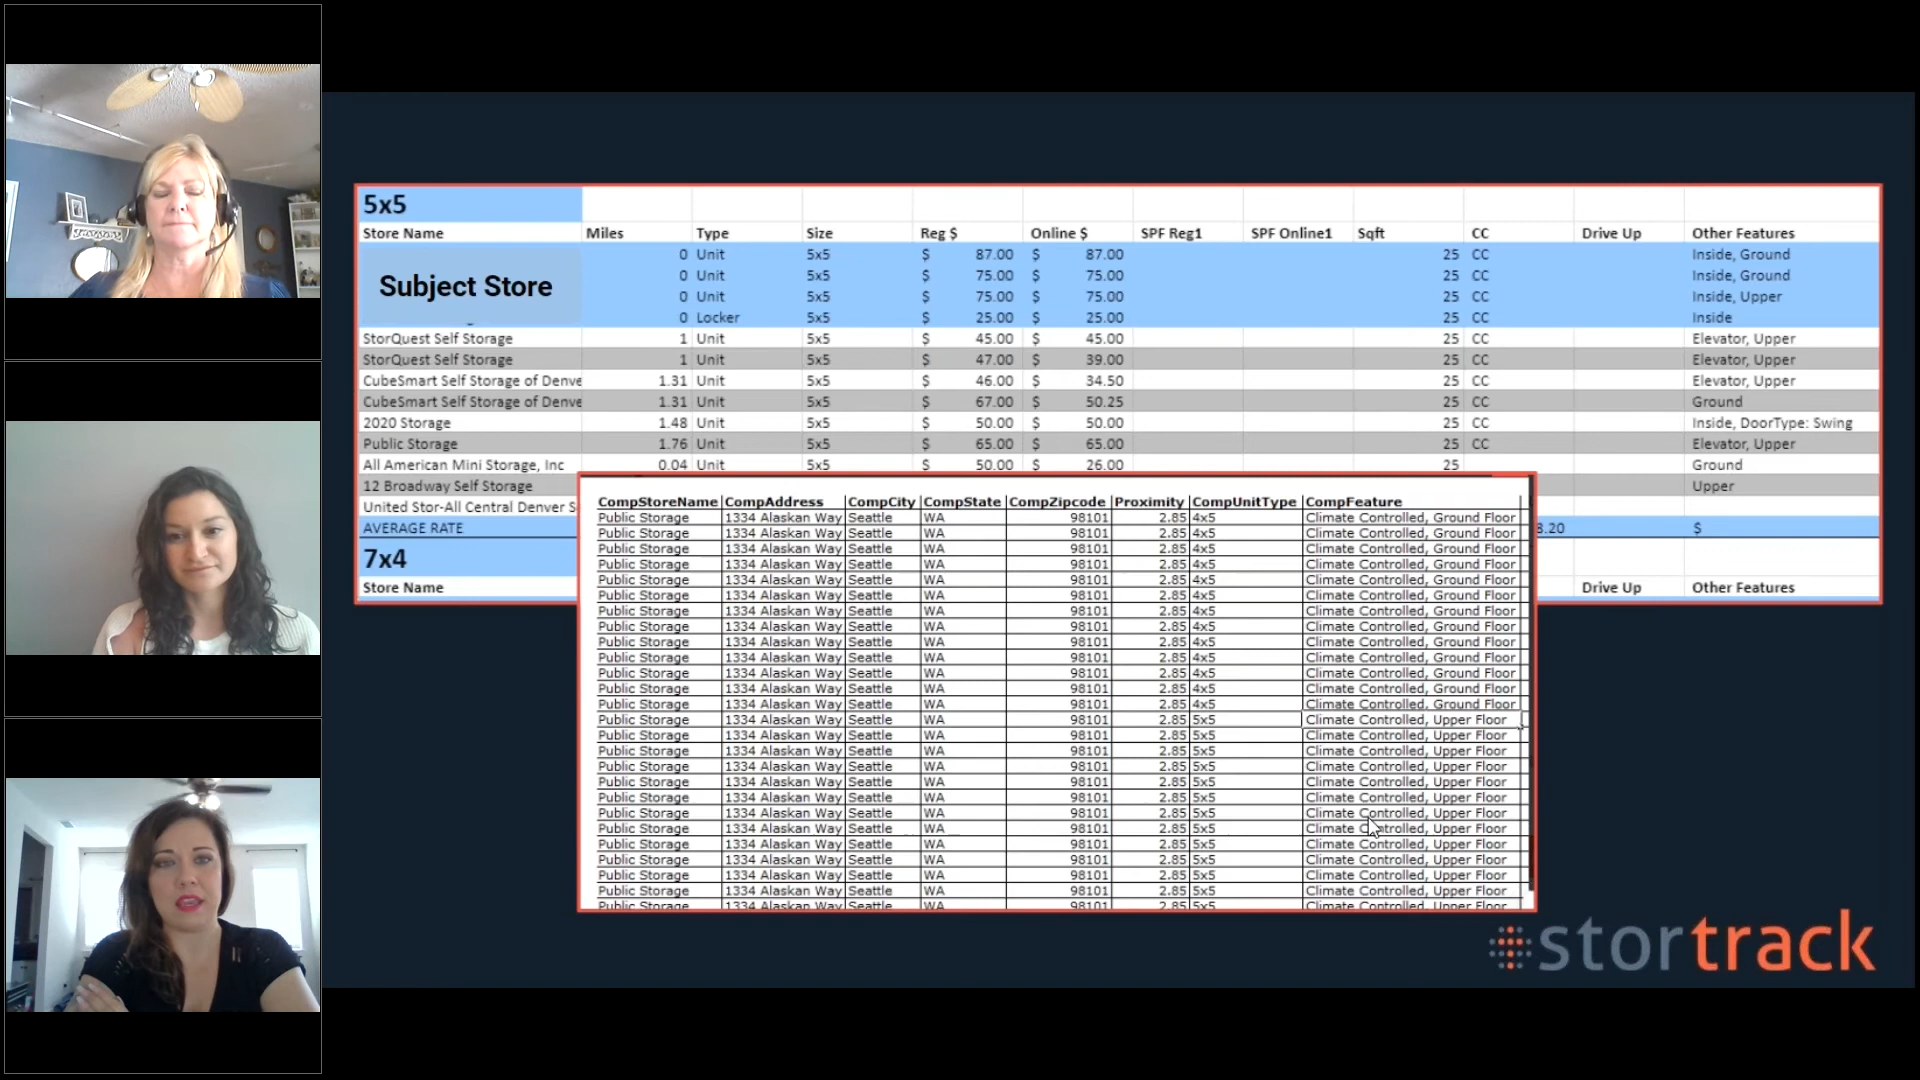 5x5
Store Name Miles Type Size Reg $ Online $ SPF Reg1 SPF Online1 Sqft CC Drive Up Other Features
0 Unit 5x5 $ 87.00 $ 87.00 25 CC Inside, Ground
Subject Store
0 Unit 5x5 $ 75.00 $ 75.00 25 CC Inside, Ground
0 Unit 5x5 $ 75.00 $ 75.00 25 CC Inside, Upper
0 Locker 5x5 $ 25.00 $ 25.00 25 CC Inside
StorQuest Self Storage 1 Unit 5x5 $ 45.00 $ 45.00 25 CC Elevator, Upper
StorQuest Self Storage 1 Unit 5x5 $ 47.00 $ 39.00 25 CC Elevator, Upper
CubeSmart Self Storage of Denve 1.31 Unit 5x5 $ 46.00 $ 34.50 25 CC Elevator, Upper
CubeSmart Self Storage of Denve 1.31 Unit 5x5 $ 67.00 $ 50.25 25 CC Ground
2020 Storage 1.48 Unit 5x5 $ 50.00 $ 50.00 25 CC Inside, DoorType: Swing
Public Storage 1.76 Unit 5x5 $ 65.00 $ 65.00 25 CC Elevator, Upper
All American Mini Storage, Inc 0.04 Unit 5x5 $ 50.00 $ 26.00 25 Ground
12 Broadway Self Storage Upper
United Stor-All Central Denver S
AVERAGE RATE 3.20 $
7x4
Store Name Drive Up Other Features
CompStoreName CompAddress CompCity CompState CompZipcode Proximity CompUnitType CompFeature
Public Storage 1334 Alaskan Way Seattle WA 98101 2.85 4x5 Climate Controlled, Ground Floor
Public Storage 1334 Alaskan Way Seattle WA 98101 2.85 4x5 Climate Controlled, Ground Floor
Public Storage 1334 Alaskan Way Seattle WA 98101 2.85 4x5 Climate Controlled, Ground Floor
Public Storage 1334 Alaskan Way Seattle WA 98101 2.85 4x5 Climate Controlled, Ground Floor
Public Storage 1334 Alaskan Way Seattle WA 98101 2.85 4x5 Climate Controlled, Ground Floor
Public Storage 1334 Alaskan Way Seattle WA 98101 2.85 4x5 Climate Controlled, Ground Floor
Public Storage 1334 Alaskan Way Seattle WA 98101 2.85 4x5 Climate Controlled, Ground Floor
Public Storage 1334 Alaskan Way Seattle WA 98101 2.85 4x5 Climate Controlled, Ground Floor
Public Storage 1334 Alaskan Way Seattle WA 98101 2.85 4x5 Climate Controlled, Ground Floor
Public Storage 1334 Alaskan Way Seattle WA 98101 2.85 4x5 Climate Controlled, Ground Floor
Public Storage 1334 Alaskan Way Seattle WA 98101 2.85 4x5 Climate Controlled, Ground Floor
Public Storage 1334 Alaskan Way Seattle WA 98101 2.85 4x5 Climate Controlled, Ground Floor
Public Storage 1334 Alaskan Way Seattle WA 98101 2.85 4x5 Climate Controlled, Ground Floor
Public Storage 1334 Alaskan Way Seattle WA 98101 2.85 5x5 Climate Controlled, Upper Floor
Public Storage 1334 Alaskan Way Seattle WA 98101 2.85 5x5 Climate Controlled, Upper Floor
Public Storage 1334 Alaskan Way Seattle WA 98101 2.85 5x5 Climate Controlled, Upper Floor
Public Storage 1334 Alaskan Way Seattle WA 98101 2.85 5x5 Climate Controlled, Upper Floor
Public Storage 1334 Alaskan Way Seattle WA 98101 2.85 5x5 Climate Controlled, Upper Floor
Public Storage 1334 Alaskan Way Seattle WA 98101 2.85 5x5 Climate Controlled, Upper Floor
Public Storage 1334 Alaskan Way Seattle WA 98101 2.85 5x5 Climate Controlled, Upper Floor
Public Storage 1334 Alaskan Way Seattle WA 98101 2.85 5x5 Climate Controlled, Upper Floor
Public Storage 1334 Alaskan Way Seattle WA 98101 2.85 5x5 Climate Controlled, Upper Floor
Public Storage 1334 Alaskan Way Seattle WA 98101 2.85 5x5 Climate Controlled, Upper Floor
Public Storage 1334 Alaskan Way Seattle WA 98101 2.85 5x5 Climate Controlled, Upper Floor
Public Storage 1334 Alaskan Way Seattle WA 98101 2.85 5x5 Climate Controlled, Upper Floor
Public Storage 1334 Alaskan Way Seattle WA 98101 2.85 5x5 Climate Controlled, Upper Floor
stortrack